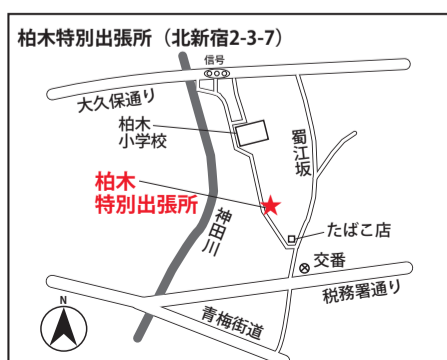 柏木特別出張所（北新宿2-3-7）
信号
大久保通り
柏木
小学校
蜀江坂
柏木
特別出張所
神田川
たばこ店
交番
税務署通り
青梅街道
N